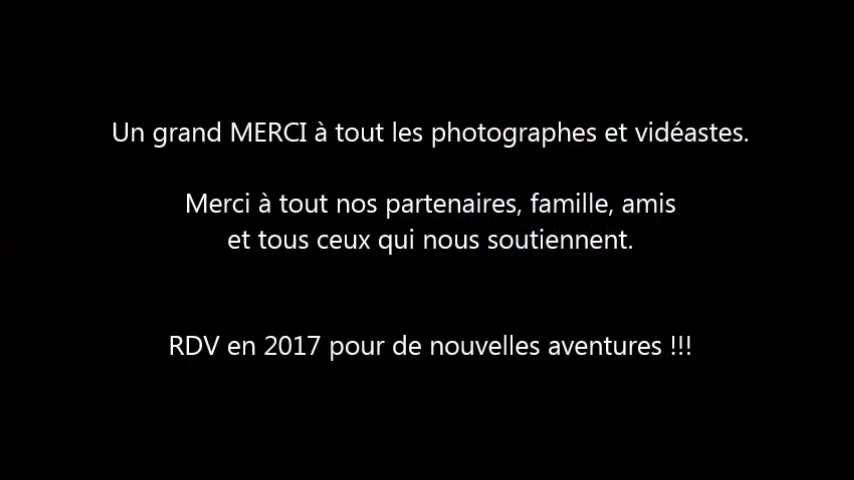 Un grand MERCI à tout les photographes et vidéastes.
Merci à tout nos partenaires, famille, amis
et tous ceux qui nous soutiennent.
RDV en 2017 pour de nouvelles aventures !!!